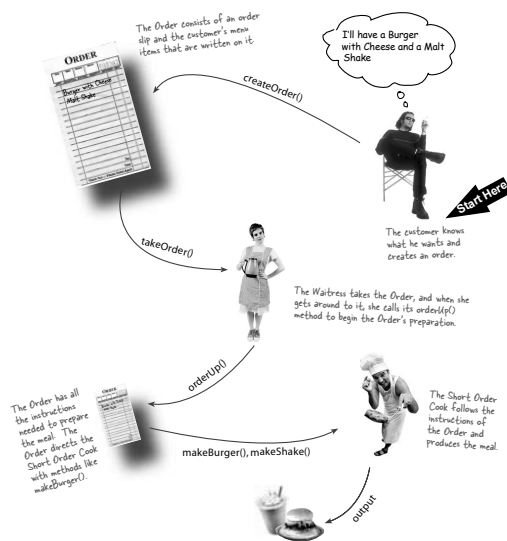 The Order consists of an order
slip and the customer's menu
items that are written on it.
I'll have a Burger
with Cheese and a Malt
Shake
ORDER
Burger with Cheese
Malt Shake
createOrder()
Start Here
The customer knows
what he wants and
creates an order.
takeOrder()
The Waitress takes the Order, and when she
gets around to it, she calls its orderUp()
method to begin the Order's preparation.
orderUp()
The Order has all
the instructions
needed to prepare
the meal. The
Order directs the
Short Order Cook
with methods like
makeBurger().
ORDER
makeBurger(), makeShake()
The Short Order
Cook follows the
instructions of
the Order and
produces the meal.
output